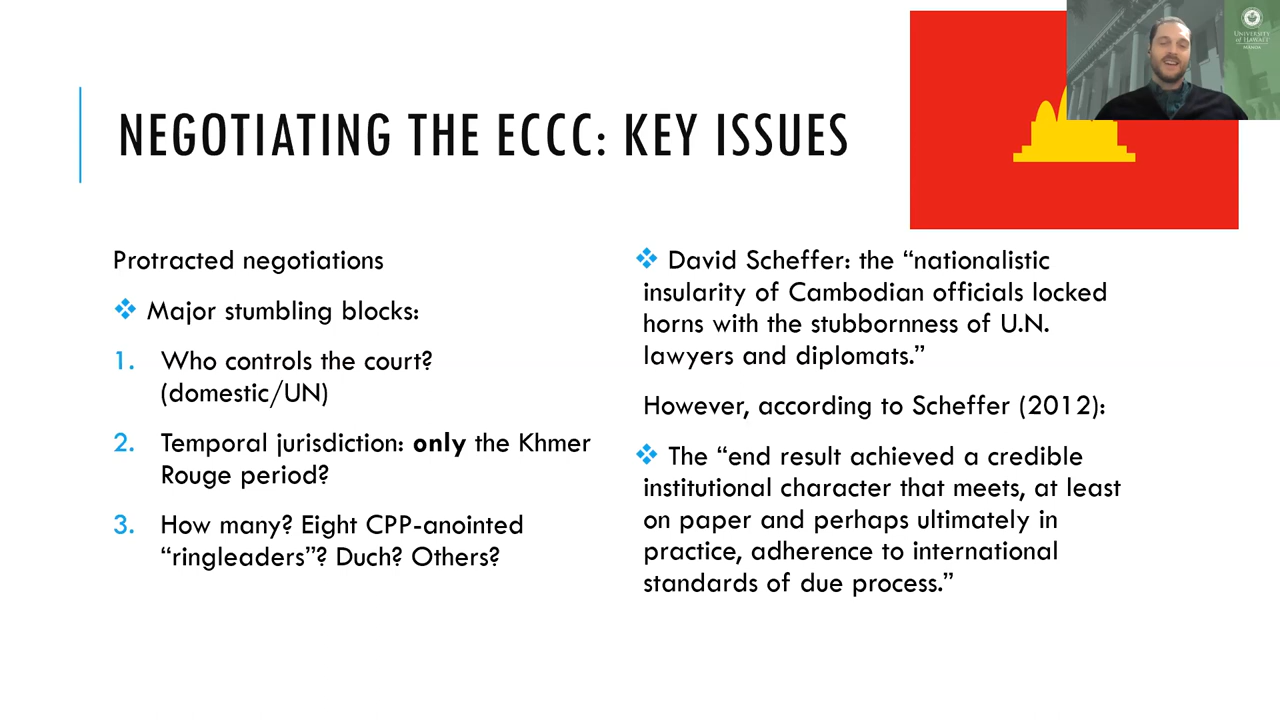 NEGOTIATING THE ECCC: KEY ISSUES
UNIVERSITY
of HAWAI'I
MĀNOA
Protracted negotiations
❖ Major stumbling blocks:
1. Who controls the court?
(domestic/UN)
2. Temporal jurisdiction: only the Khmer
Rouge period?
3. How many? Eight CPP-anointed
“ringleaders”? Duch? Others?
❖ David Scheffer: the “nationalistic
insularity of Cambodian officials locked
horns with the stubbornness of U.N.
lawyers and diplomats.”
However, according to Scheffer (2012):
❖ The “end result achieved a credible
institutional character that meets, at least
on paper and perhaps ultimately in
practice, adherence to international
standards of due process.”